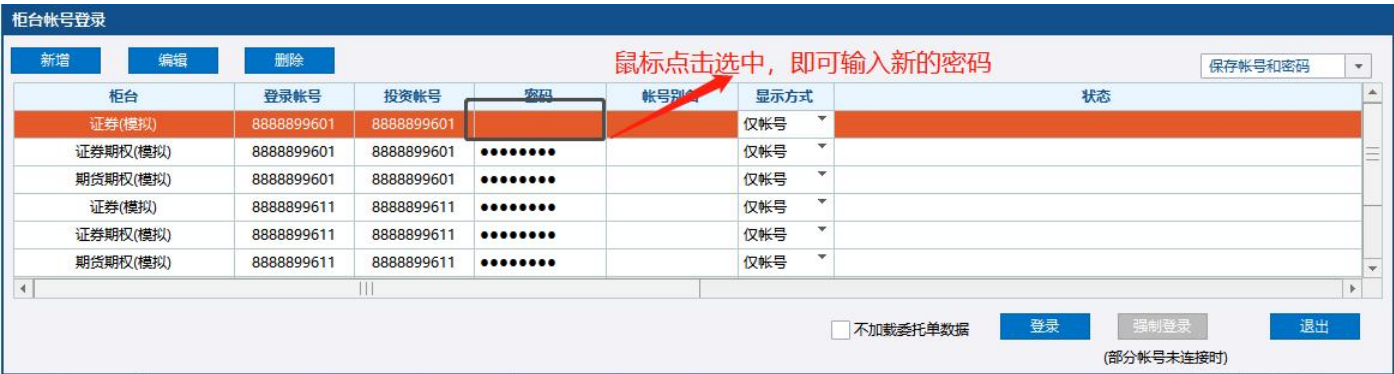 柜台帐号登录
新增 编辑 删除 鼠标点击选中，即可输入新的密码 保存帐号和密码
柜台 登录帐号 投资帐号 密码 帐号别名 显示方式 状态
证券(模拟) 8888899601 8888899601 仅帐号
证券期权(模拟) 8888899601 8888899601 ●●●●●●●● 仅帐号
期货期权(模拟) 8888899601 8888899601 ●●●●●●●● 仅帐号
证券(模拟) 8888899611 8888899611 ●●●●●●●● 仅帐号
证券期权(模拟) 8888899611 8888899611 ●●●●●●●● 仅帐号
期货期权(模拟) 8888899611 8888899611 ●●●●●●●● 仅帐号
不加载委托单数据 登录 强制登录 退出
(部分帐号未连接时)